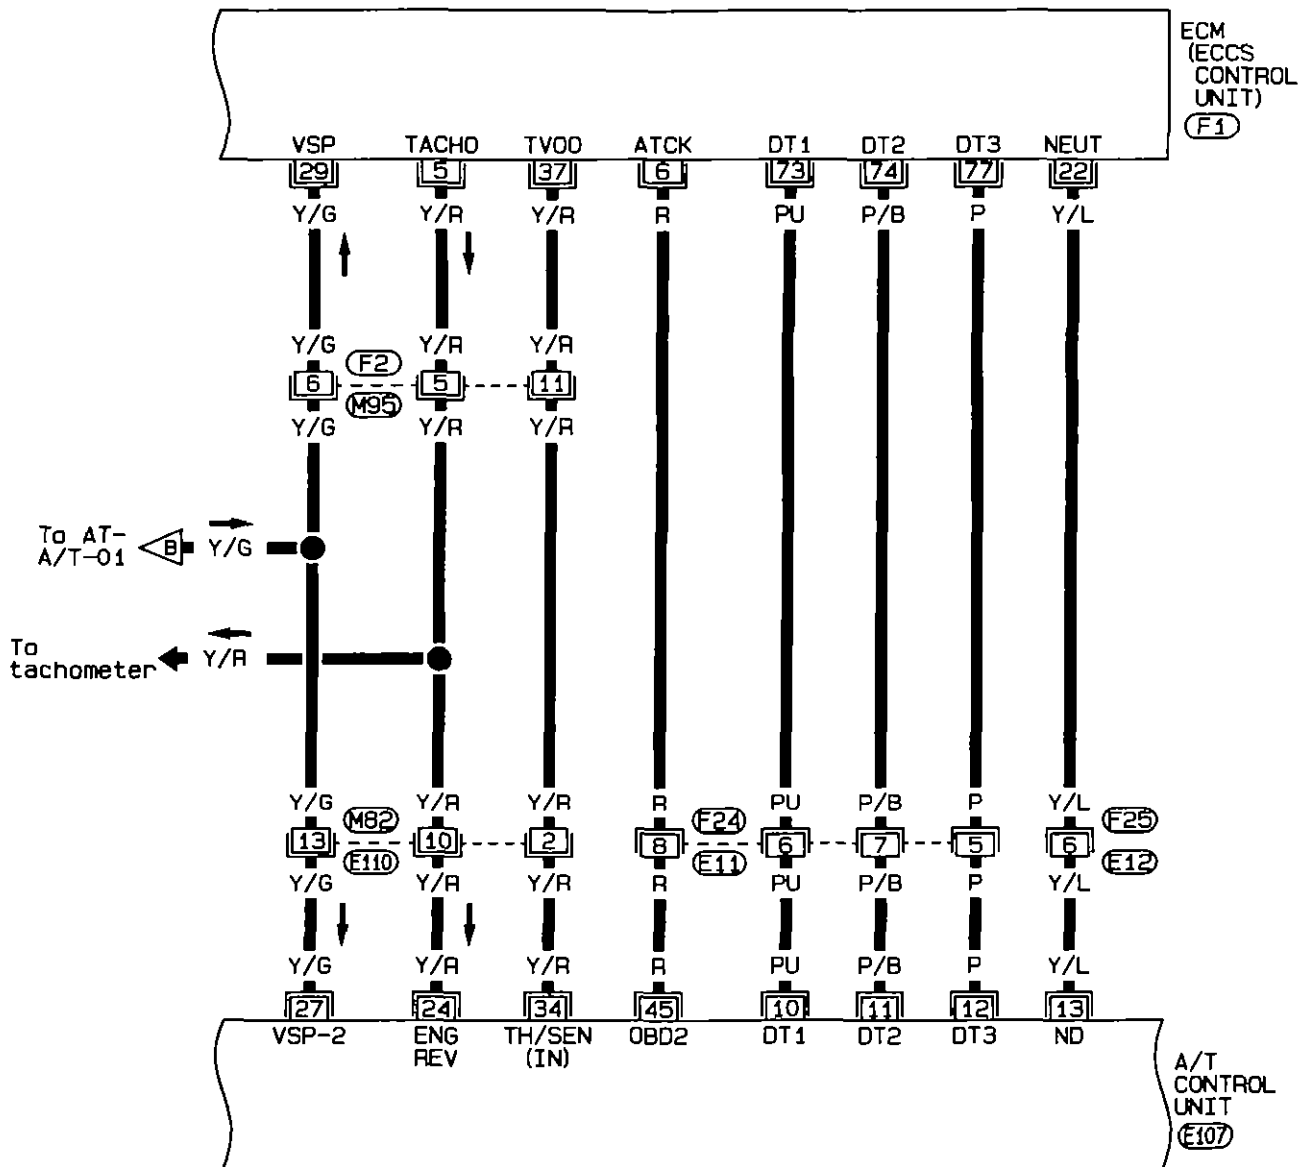 ECM
(ECCS
CONTROL
UNIT)
F1
VSP TACHO TVOO ATCK DT1 DT2 DT3 NEUT
29 5 37 6 73 74 77 22
Y/G Y/R Y/R R PU P/B P Y/L
Y/G Y/R Y/R
F2
6 5 11
M95
Y/G Y/R Y/R
To AT-
A/T-01
B Y/G
To
tachometer
Y/R
Y/G Y/R Y/R R PU P/B P Y/L
M82 F24 F25
13 10 2 8 6 7 5 6
E110 E11 E12
Y/G Y/R Y/R R PU P/B P Y/L
Y/G Y/R Y/R R PU P/B P Y/L
27 24 34 45 10 11 12 13
VSP-2 ENG TH/SEN OBD2 DT1 DT2 DT3 ND
REV (IN)
A/T
CONTROL
UNIT
E107